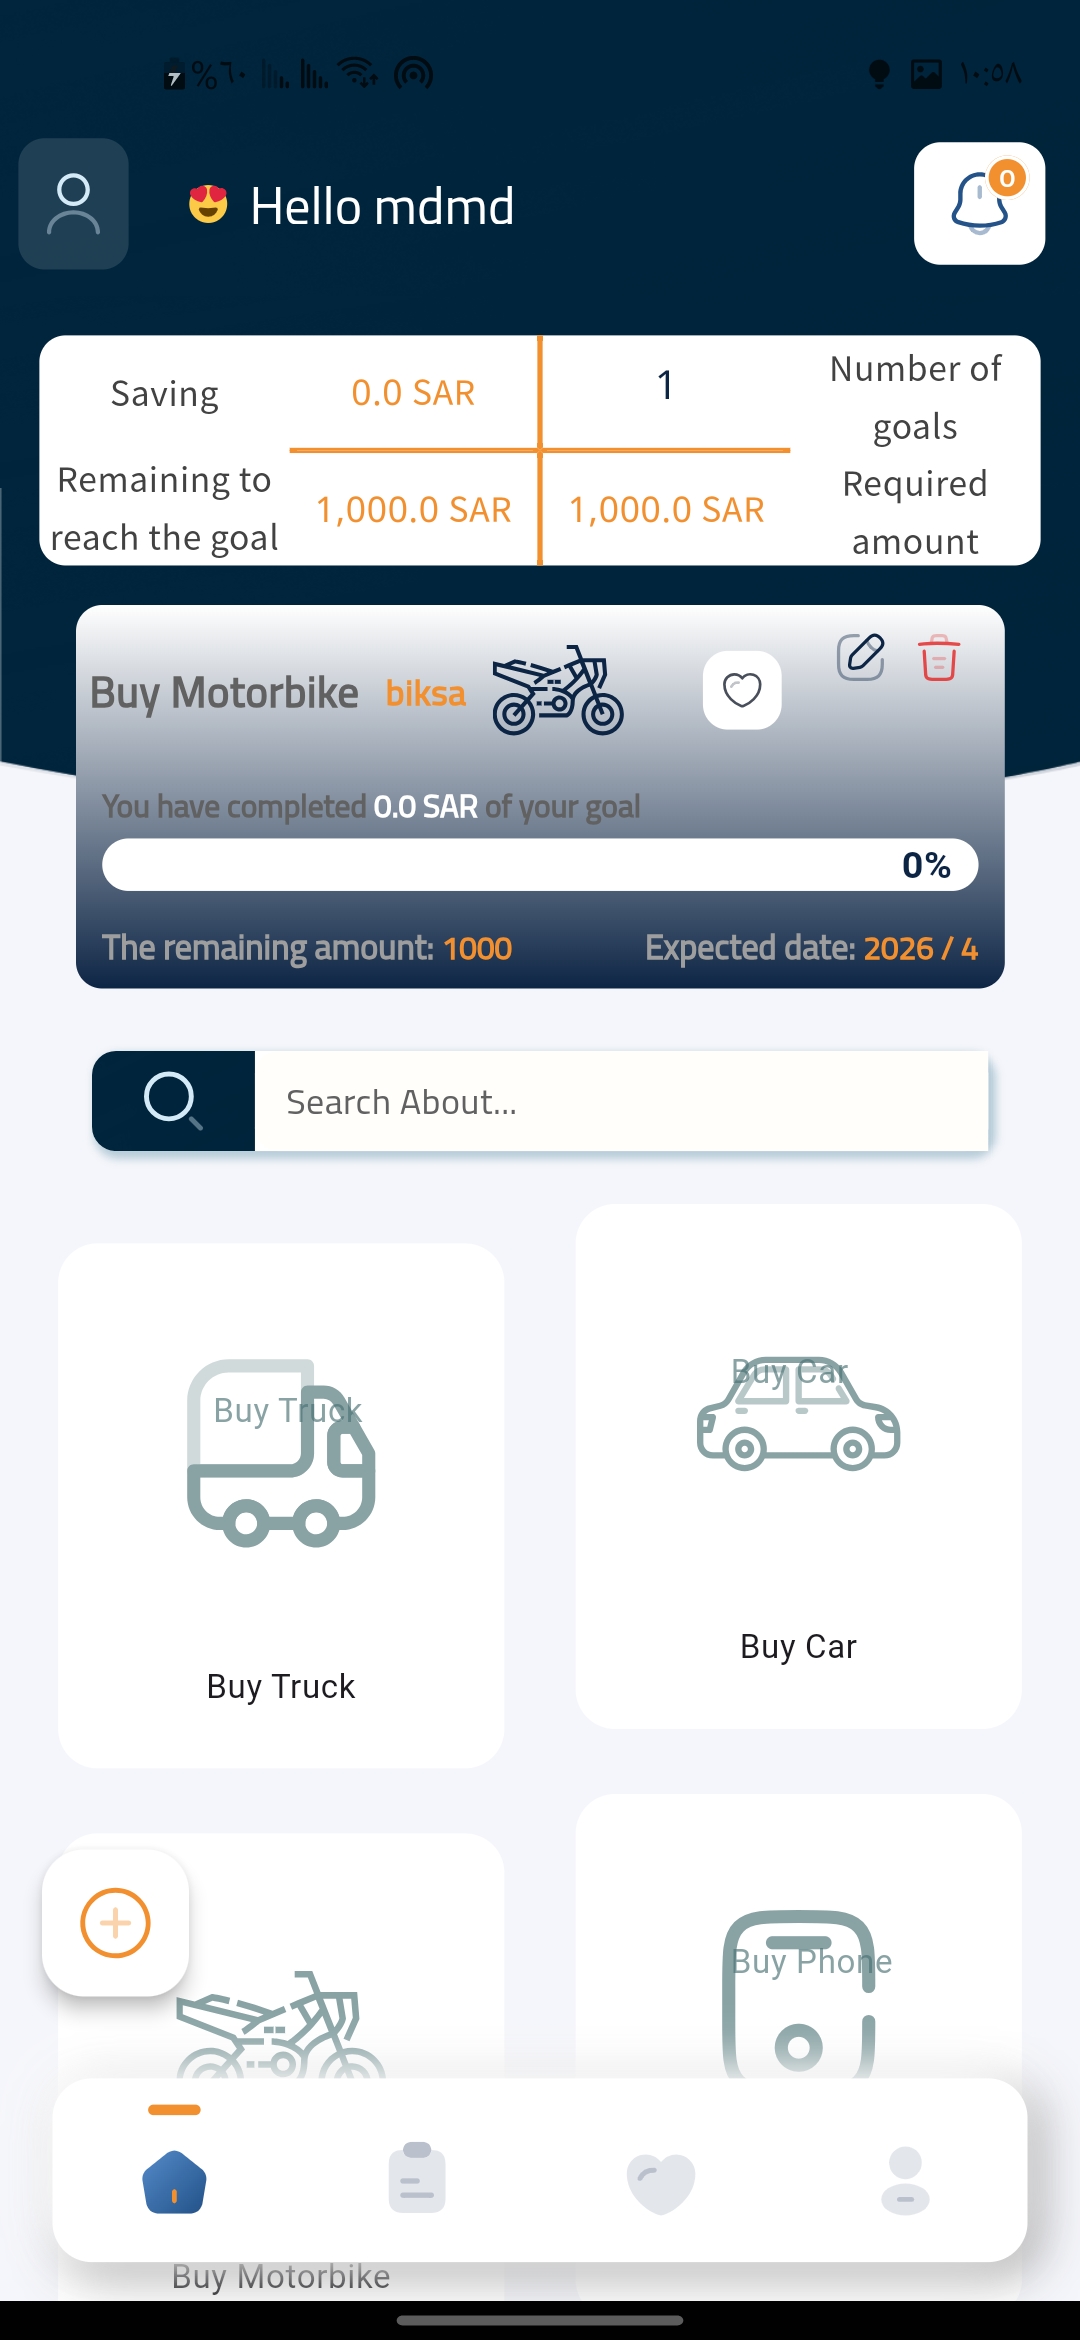 %٦٠
١٠:٥٨
Hello mdmd
0
Saving
0.0 SAR
1
Number of
goals
Remaining to
reach the goal
1,000.0 SAR
1,000.0 SAR
Required
amount
Buy Motorbike
biksa
You have completed 0.0 SAR of your goal
0%
The remaining amount: 1000
Expected date: 2026 / 4
Search About...
Buy Car
Buy Truck
Buy Car
Buy Truck
Buy Phone
Buy Motorbike